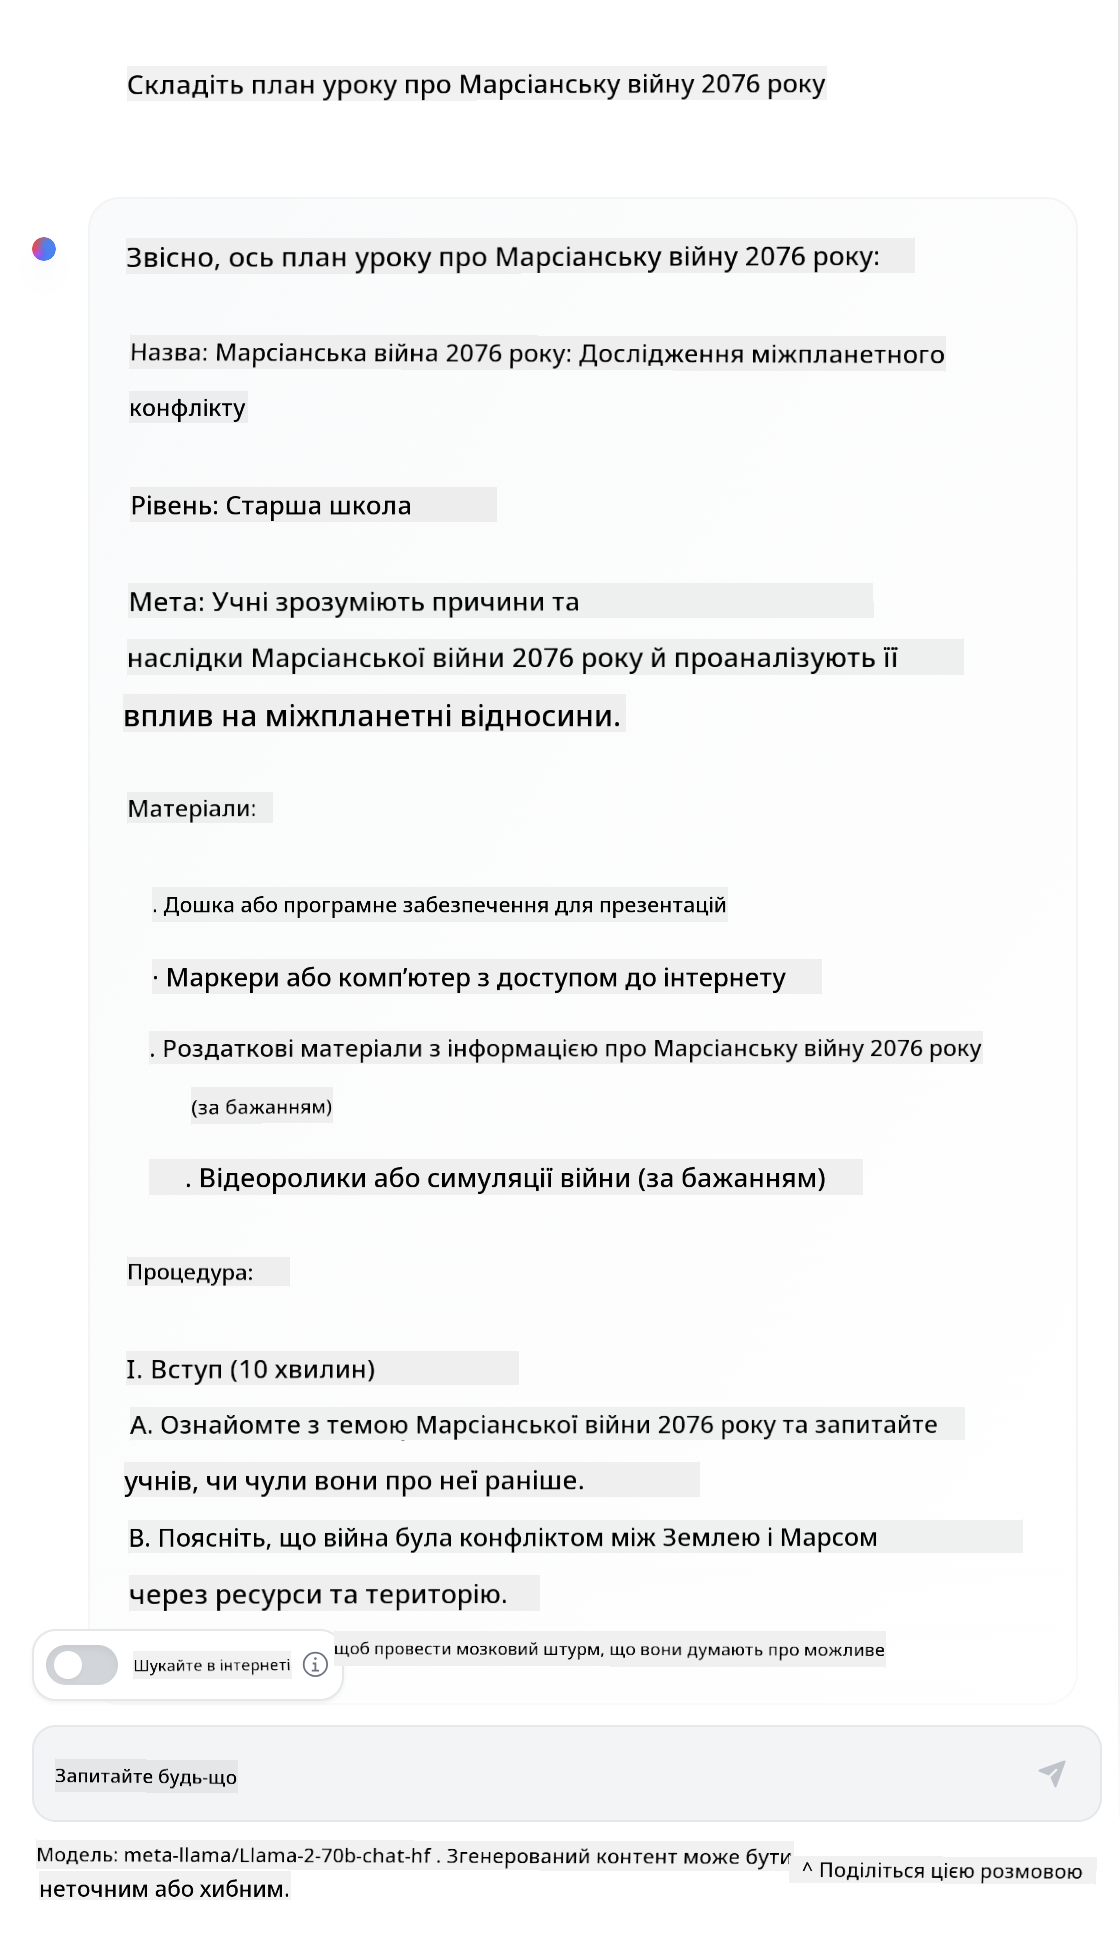 Складіть план уроку про Марсіанську війну 2076 року
Звісно, ось план уроку про Марсіанську війну 2076 року:
Назва: Марсіанська війна 2076 року: Дослідження міжпланетного
конфлікту
Рівень: Старша школа
Мета: Учні зрозуміють причини та
наслідки Марсіанської війни 2076 року й проаналізують її
вплив на міжпланетні відносини.
Матеріали:
. Дошка або програмне забезпечення для презентацій
· Маркери або комп’ютер з доступом до інтернету
. Роздаткові матеріали з інформацією про Марсіанську війну 2076 року
(за бажанням)
. Відеоролики або симуляції війни (за бажанням)
Процедура:
I. Вступ (10 хвилин)
A. Ознайомте з темою Марсіанської війни 2076 року та запитайте
учнів, чи чули вони про неї раніше.
B. Поясніть, що війна була конфліктом між Землею і Марсом
через ресурси та територію.
щоб провести мозковий штурм, що вони думають про можливе
Шукайте в інтернеті
Запитайте будь-що
Модель: meta-llama/Llama-2-70b-chat-hf . Згенерований контент може бути
неточним або хибним.
^ Поділіться цією розмовою